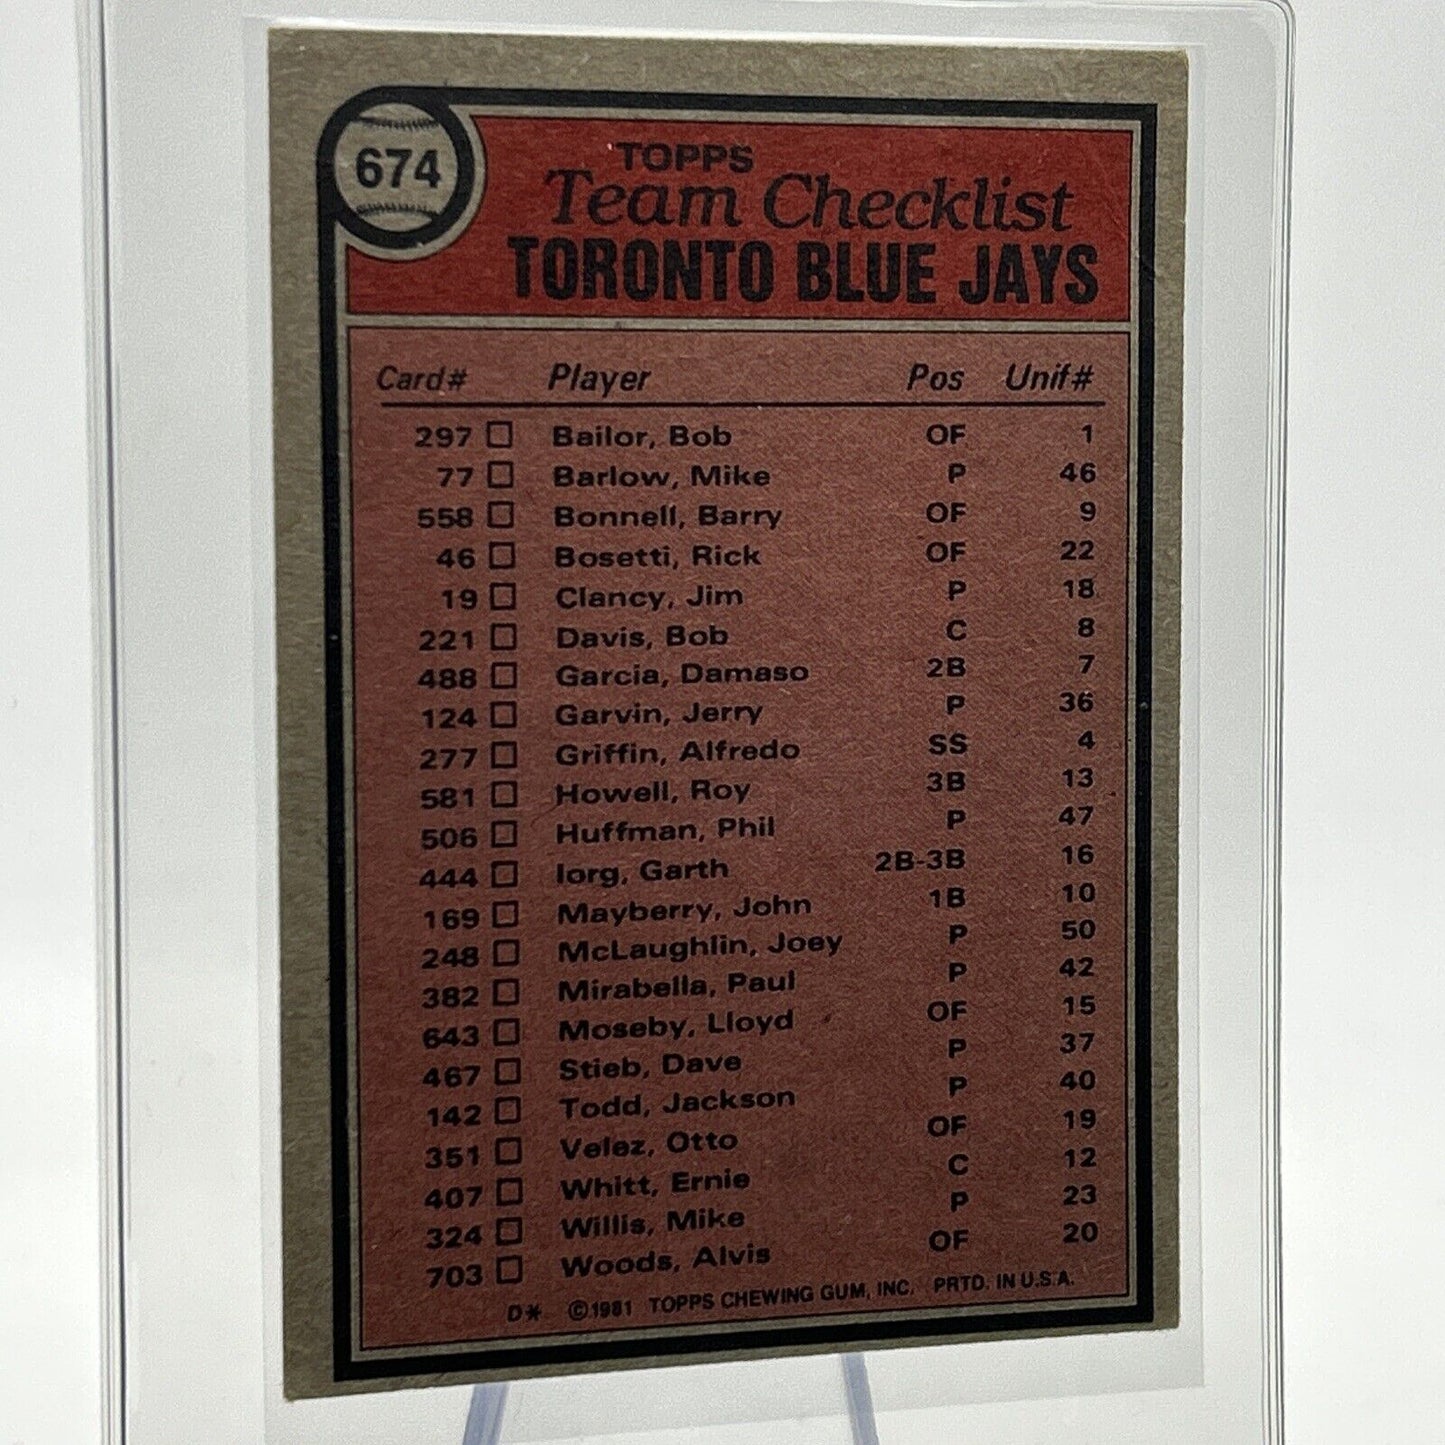 674
TOPPS
Team Checklist
TORONTO BLUE JAYS
Card# Player Pos Unif#
297 Bailor, Bob OF 1
77 Barlow, Mike P 46
558 Bonnell, Barry OF 9
46 Bosetti, Rick OF 22
19 Clancy, Jim P 18
221 Davis, Bob C 8
488 Garcia, Damaso 2B 7
124 Garvin, Jerry P 36
277 Griffin, Alfredo SS 4
581 Howell, Roy 3B 13
506 Huffman, Phil P 47
444 Iorg, Garth 2B-3B 16
169 Mayberry, John 1B 10
248 McLaughlin, Joey P 50
382 Mirabella, Paul P 42
643 Moseby, Lloyd OF 15
467 Stieb, Dave P 37
142 Todd, Jackson P 40
351 Velez, Otto OF 19
407 Whitt, Ernie C 12
324 Willis, Mike P 23
703 Woods, Alvis OF 20
D* ©1981 TOPPS CHEWING GUM, INC. PRTD. IN U.S.A.